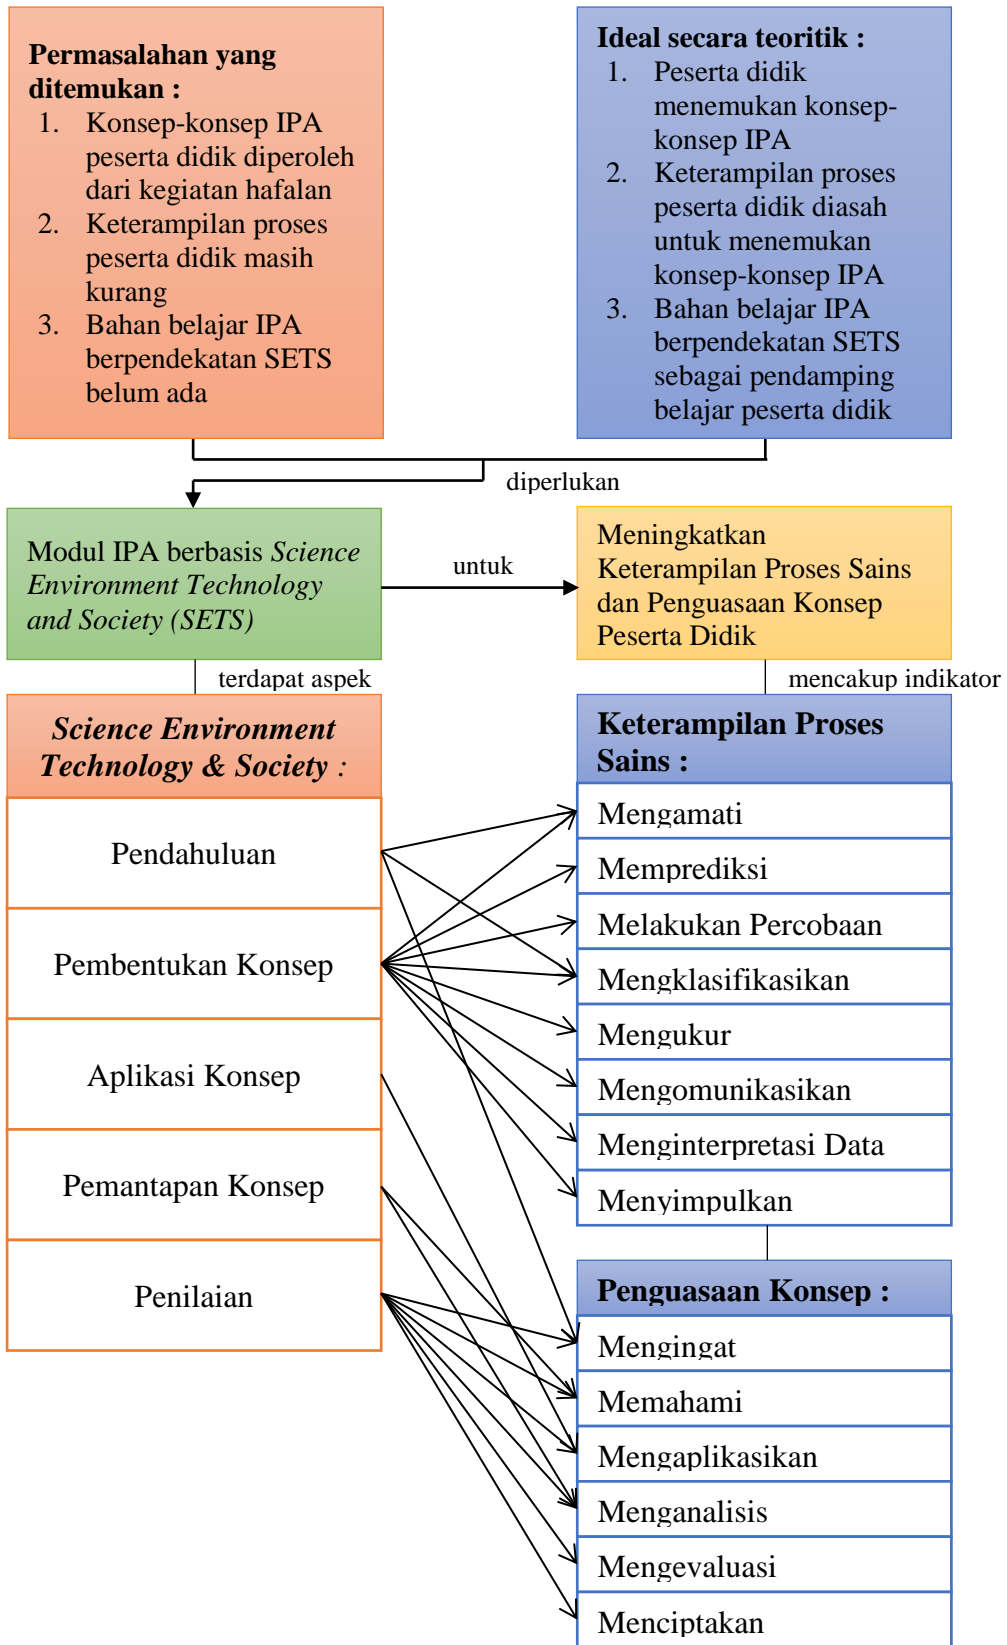 Permasalahan yang
ditemukan :
1. Konsep-konsep IPA
peserta didik diperoleh
dari kegiatan hafalan
2. Keterampilan proses
peserta didik masih
kurang
3. Bahan belajar IPA
berpendekatan SETS
belum ada
Ideal secara teoritik :
1. Peserta didik
menemukan konsep-
konsep IPA
2. Keterampilan proses
peserta didik diasah
untuk menemukan
konsep-konsep IPA
3. Bahan belajar IPA
berpendekatan SETS
sebagai pendamping
belajar peserta didik
diperlukan
Modul IPA berbasis Science
Environment Technology
and Society (SETS)
untuk
Meningkatkan
Keterampilan Proses Sains
dan Penguasaan Konsep
Peserta Didik
terdapat aspek
mencakup indikator
Science Environment
Technology & Society :
Pendahuluan
Pembentukan Konsep
Aplikasi Konsep
Pemantapan Konsep
Penilaian
Keterampilan Proses
Sains :
Mengamati
Memprediksi
Melakukan Percobaan
Mengklasifikasikan
Mengukur
Mengomunikasikan
Menginterpretasi Data
Menyimpulkan
Penguasaan Konsep :
Mengingat
Memahami
Mengaplikasikan
Menganalisis
Mengevaluasi
Menciptakan